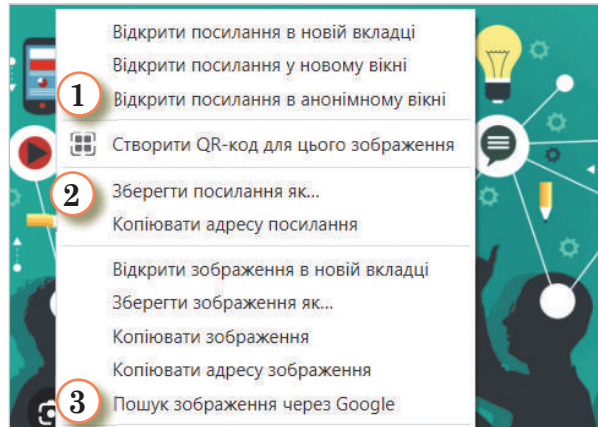 Відкрити посилання в новій вкладці
Відкрити посилання у новому вікні
1 Відкрити посилання в анонімному вікні
Створити QR-код для цього зображення
2 Зберегти посилання як...
Копіювати адресу посилання
Відкрити зображення в новій вкладці
Зберегти зображення як...
Копіювати зображення
Копіювати адресу зображення
3 Пошук зображення через Google